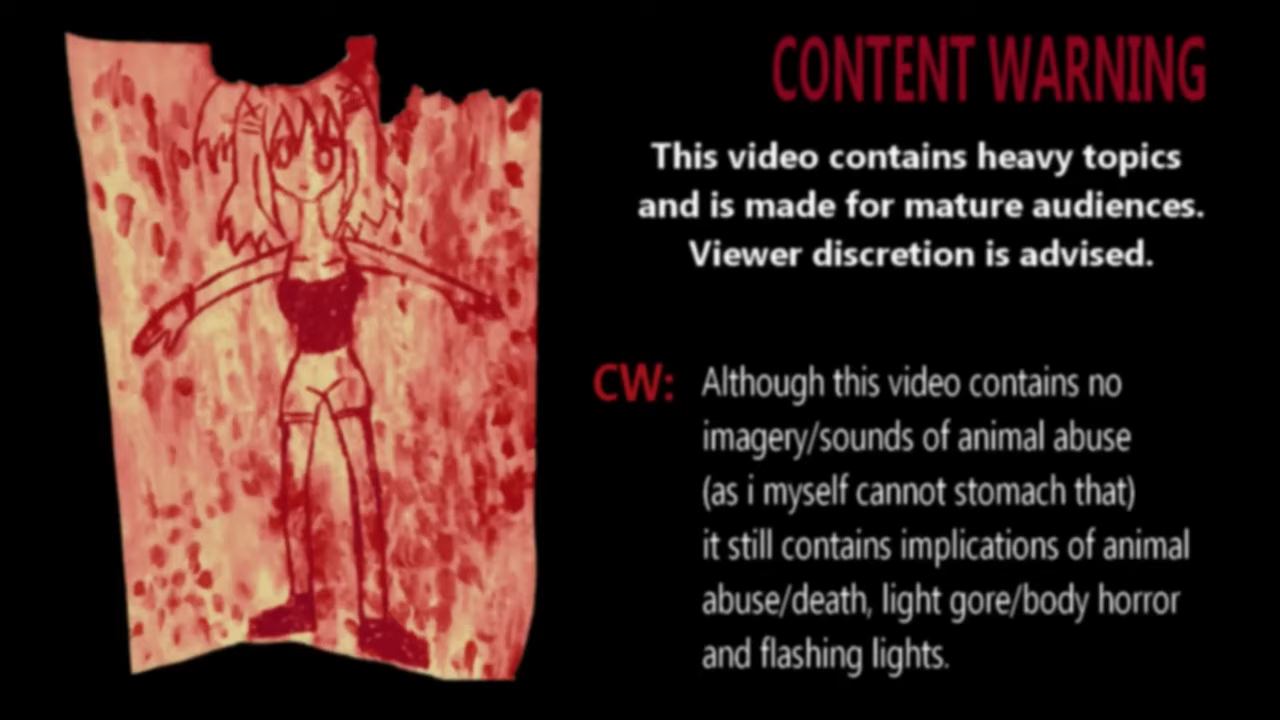 CONTENT WARNING
This video contains heavy topics
and is made for mature audiences.
Viewer discretion is advised.
CW: Although this video contains no
imagery/sounds of animal abuse
(as i myself cannot stomach that)
it still contains implications of animal
abuse/death, light gore/body horror
and flashing lights.